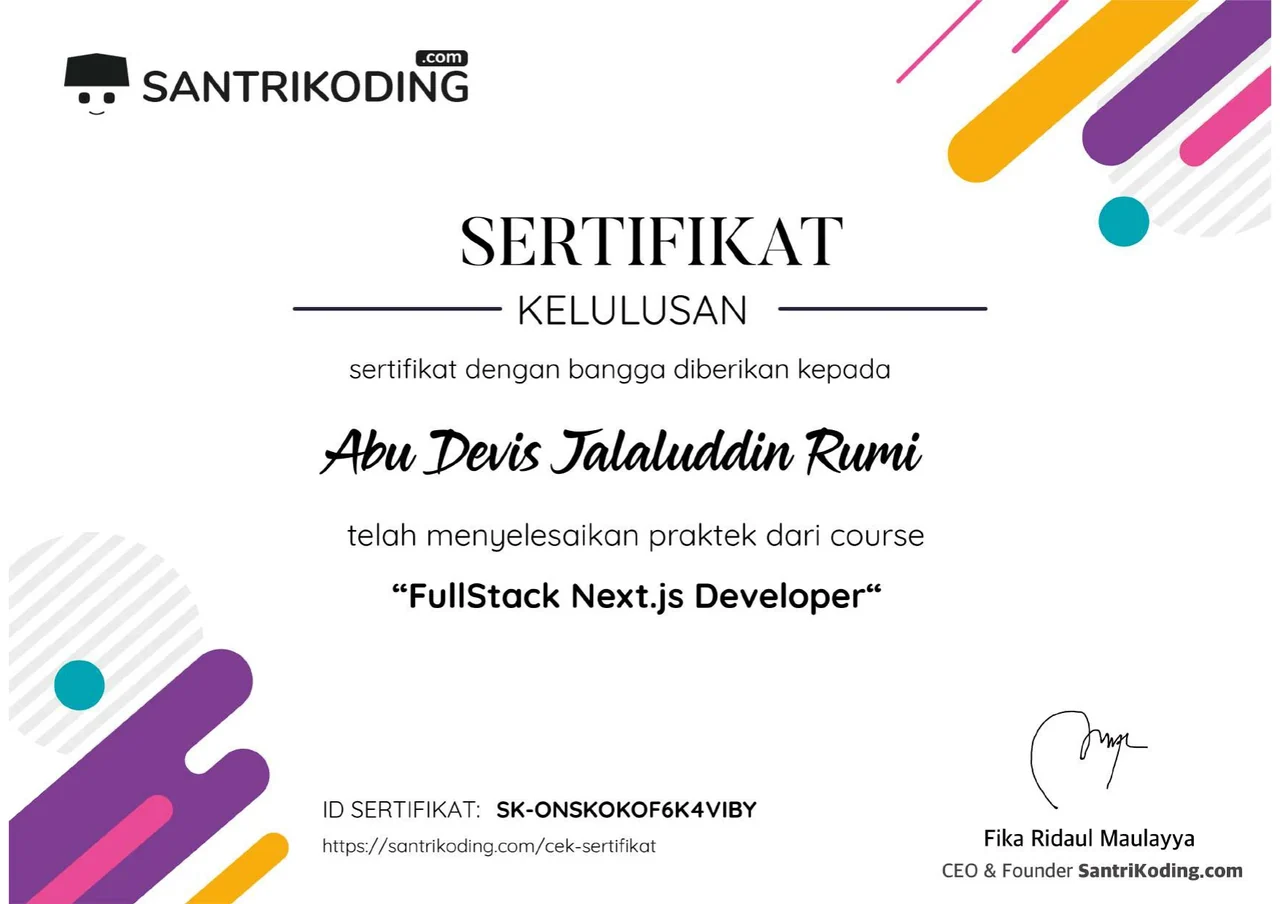 SANTRIKODING .com
SERTIFIKAT
KELULUSAN
sertifikat dengan bangga diberikan kepada
Abu Devis Jalaluddin Rumi
telah menyelesaikan praktek dari course
“FullStack Next.js Developer“
ID SERTIFIKAT: SK-ONSKOKOF6K4VIBY
https://santrikoding.com/cek-sertifikat
Fika Ridaul Maulayya
CEO & Founder SantriKoding.com